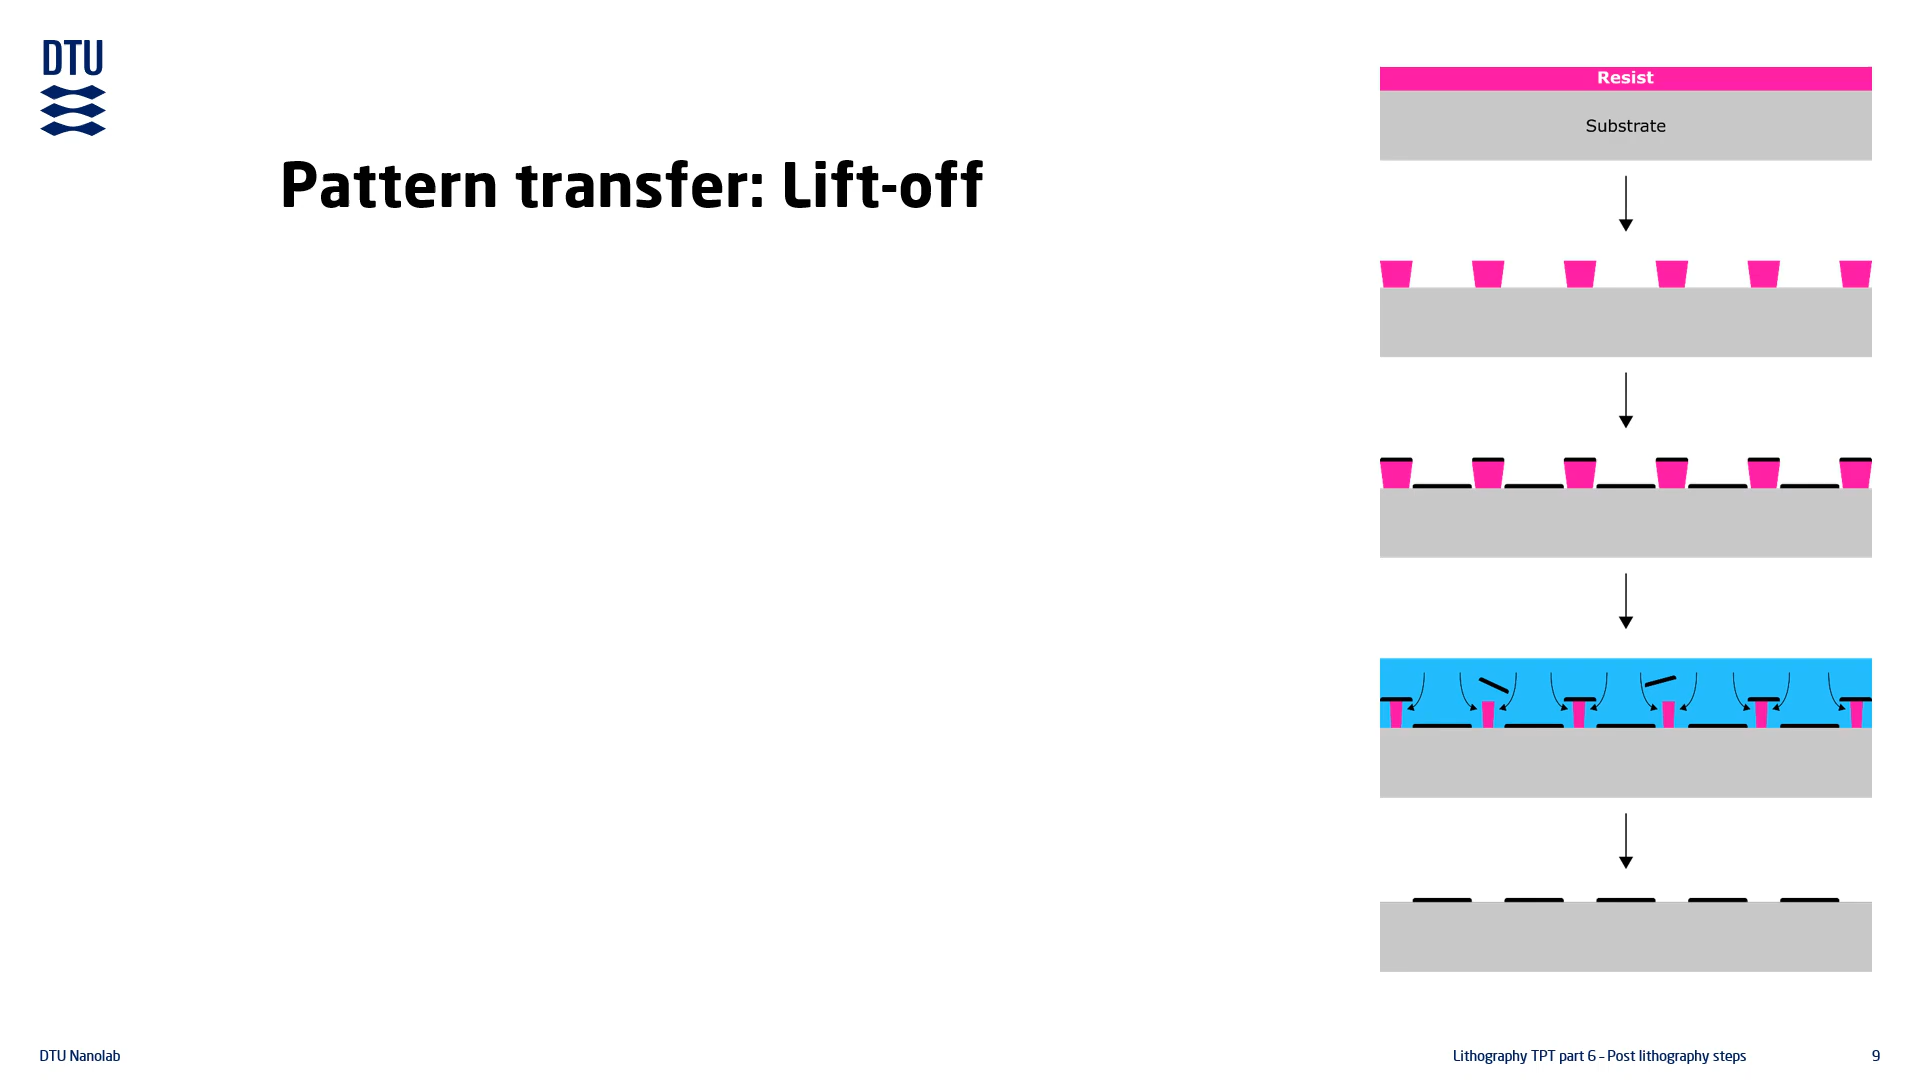 DTU
Resist
Substrate
Pattern transfer: Lift-off
DTU Nanolab
Lithography TPT part 6 – Post lithography steps
9